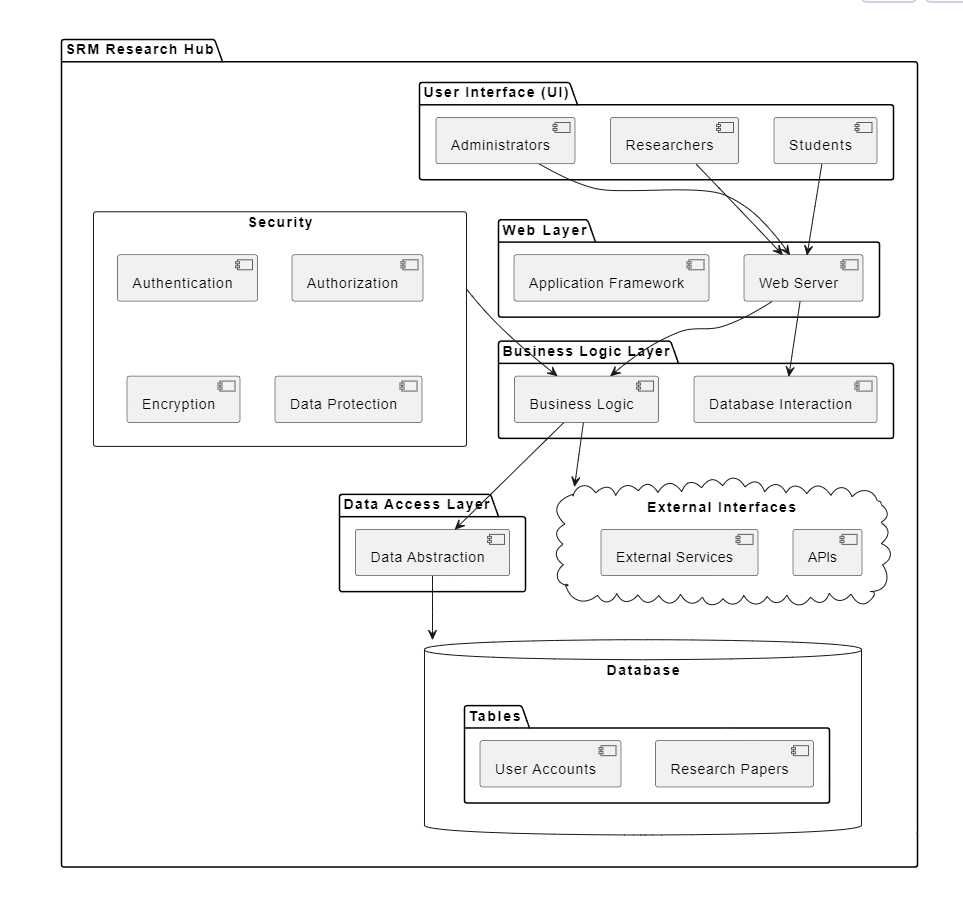 SRM Research Hub
User Interface (UI)
Administrators
Researchers
Students
Security
Authentication
Authorization
Encryption
Data Protection
Web Layer
Application Framework
Web Server
Business Logic Layer
Business Logic
Database Interaction
Data Access Layer
Data Abstraction
External Interfaces
External Services
APIs
Database
Tables
User Accounts
Research Papers